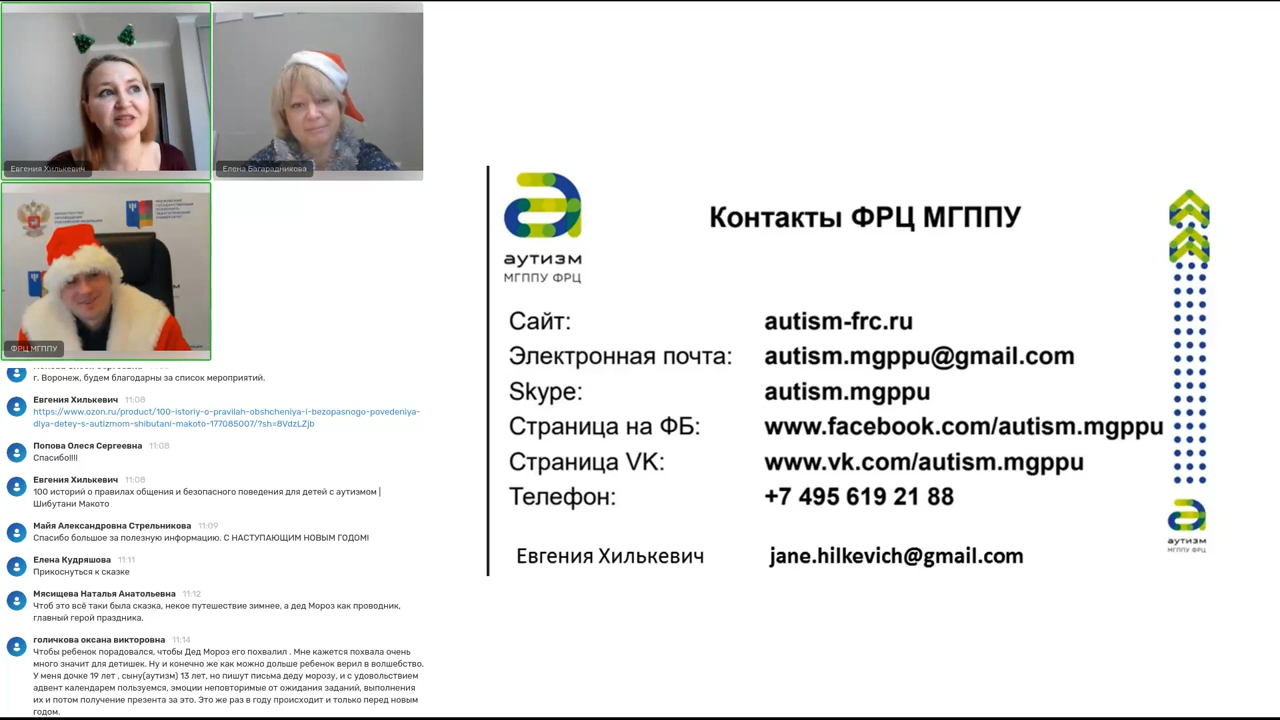 Евгения Хилькевич
Елена Багарадникова
ФРЦ МГППУ
г. Воронеж, будем благодарны за список мероприятий.
Евгения Хилькевич 11:08
https://www.ozon.ru/product/100-istoriy-o-pravilah-obshcheniya-i-bezopasnogo-povedeniya-
dlya-detey-s-autizmom-shibutani-makoto-177085007/?sh=8VdzLZjb
Попова Олеся Сергеевна 11:08
Спасибо!!!!
Евгения Хилькевич 11:08
100 историй о правилах общения и безопасного поведения для детей с аутизмом |
Шибутани Макото
Майя Александровна Стрельникова 11:09
Спасибо большое за полезную информацию. С НАСТУПАЮЩИМ НОВЫМ ГОДОМ!
Елена Кудряшова 11:11
Прикоснуться к сказке
Мясищева Наталья Анатольевна 11:12
Чтоб это всё таки была сказка, некое путешествие зимнее, а дед Мороз как проводник,
главный герой праздника.
голичкова оксана викторовна 11:14
Чтобы ребенок порадовался, чтобы Дед Мороз его похвалил . Мне кажется похвала очень
много значит для детишек. Ну и конечно же как можно дольше ребенок верил в волшебство.
У меня дочке 19 лет , сыну(аутизм) 13 лет, но пишут письма деду морозу, и с удовольствием
адвент календарем пользуемся, эмоции неповторимые от ожидания заданий, выполнения
их и потом получение презента за это. Это же раз в году происходит и только перед новым
годом.
аутизм
МГППУ ФРЦ
Контакты ФРЦ МГППУ
Сайт: autism-frc.ru
Электронная почта: autism.mgppu@gmail.com
Skype: autism.mgppu
Страница на ФБ: www.facebook.com/autism.mgppu
Страница VK: www.vk.com/autism.mgppu
Телефон: +7 495 619 21 88
Евгения Хилькевич jane.hilkevich@gmail.com
аутизм
МГППУ ФРЦ